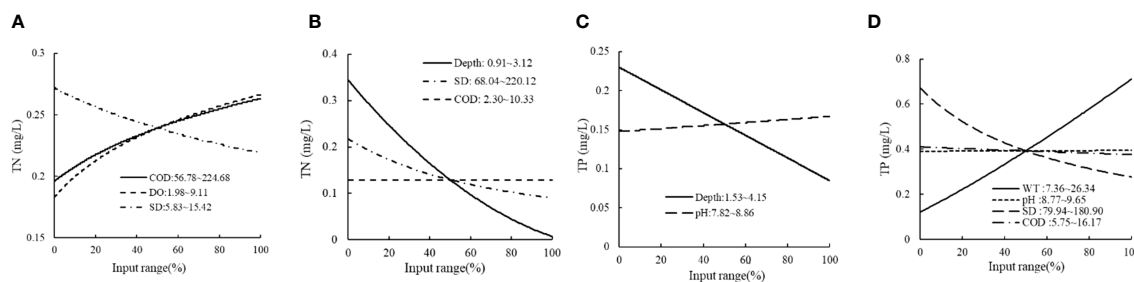 A
TN (mg/L)
0.3
0.25
0.2
0.15
COD:56.78~224.68
DO:1.98~9.11
SD:5.83~15.42
0 20 40 60 80 100
Input range(%)
B
TN (mg/L)
0.4
0.3
0.2
0.1
0
Depth: 0.91~3.12
SD: 68.04~220.12
COD: 2.30~10.33
0 20 40 60 80 100
Input range(%)
C
TP (mg/L)
0.25
0.2
0.15
0.1
0.05
0
Depth:1.53~4.15
pH:7.82~8.86
0 20 40 60 80 100
Input range(%)
D
TP (mg/L)
0.8
0.6
0.4
0.2
0
WT :7.36~26.34
pH :8.77~9.65
SD :79.94~180.90
COD :5.75~16.17
0 20 40 60 80 100
Input range(%)